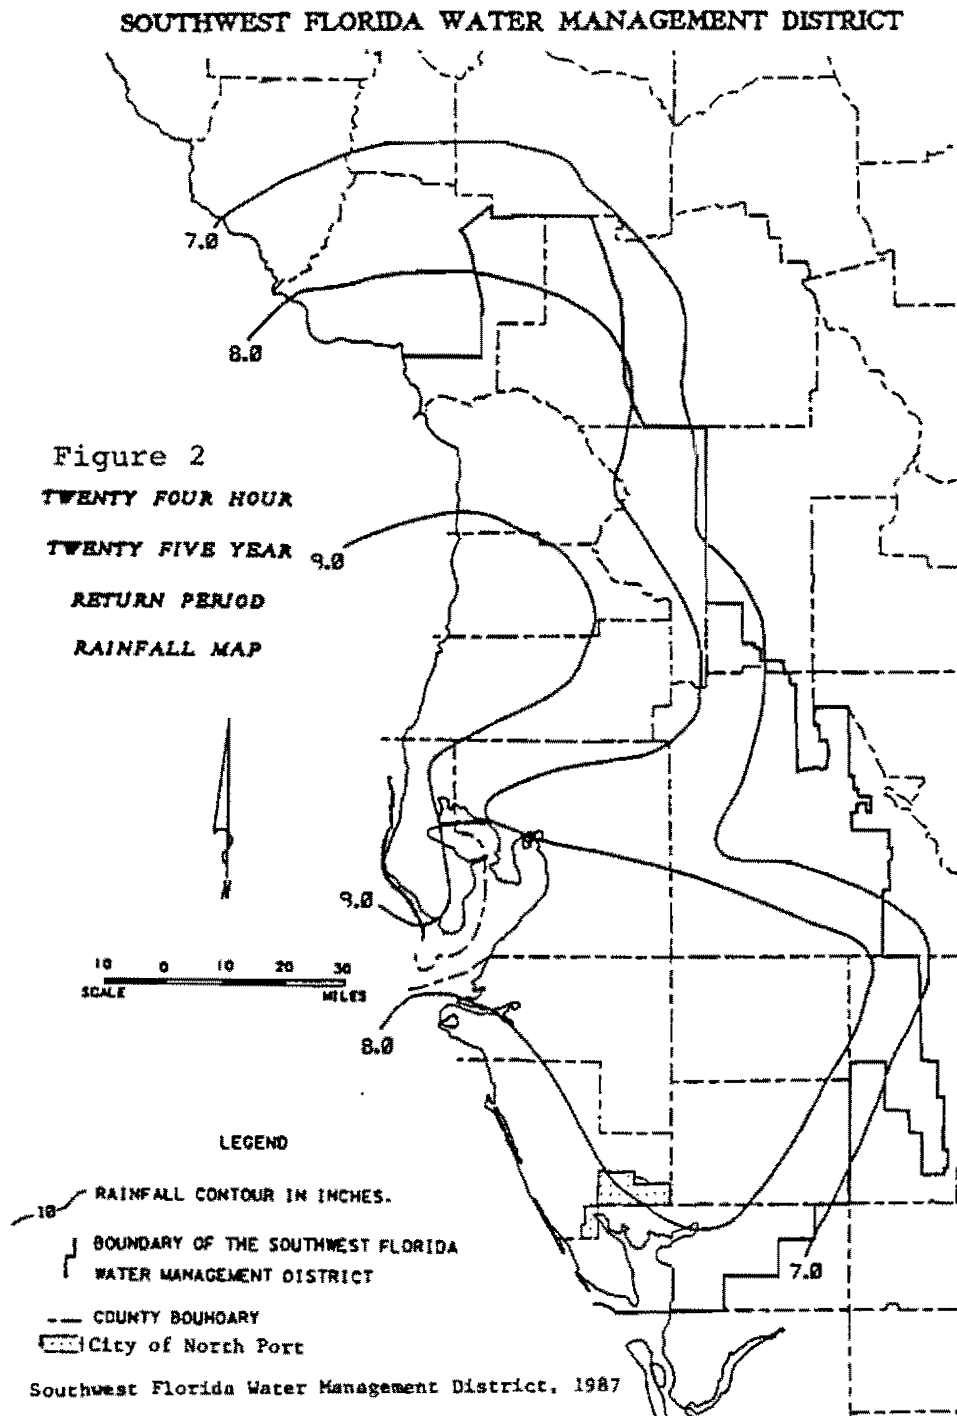 SOUTHWEST FLORIDA WATER MANAGEMENT DISTRICT
7.0
8.0
Figure 2
TWENTY FOUR HOUR
TWENTY FIVE YEAR
RETURN PERIOD
RAINFALL MAP
9.0
N
9.0
10 0 10 20 30
SCALE MILES
8.0
LEGEND
10
RAINFALL CONTOUR IN INCHES.
BOUNDARY OF THE SOUTHWEST FLORIDA
WATER MANAGEMENT DISTRICT
7.0
COUNTY BOUHOARY
City of North Port
Southwest Florida Water Management District, 1987